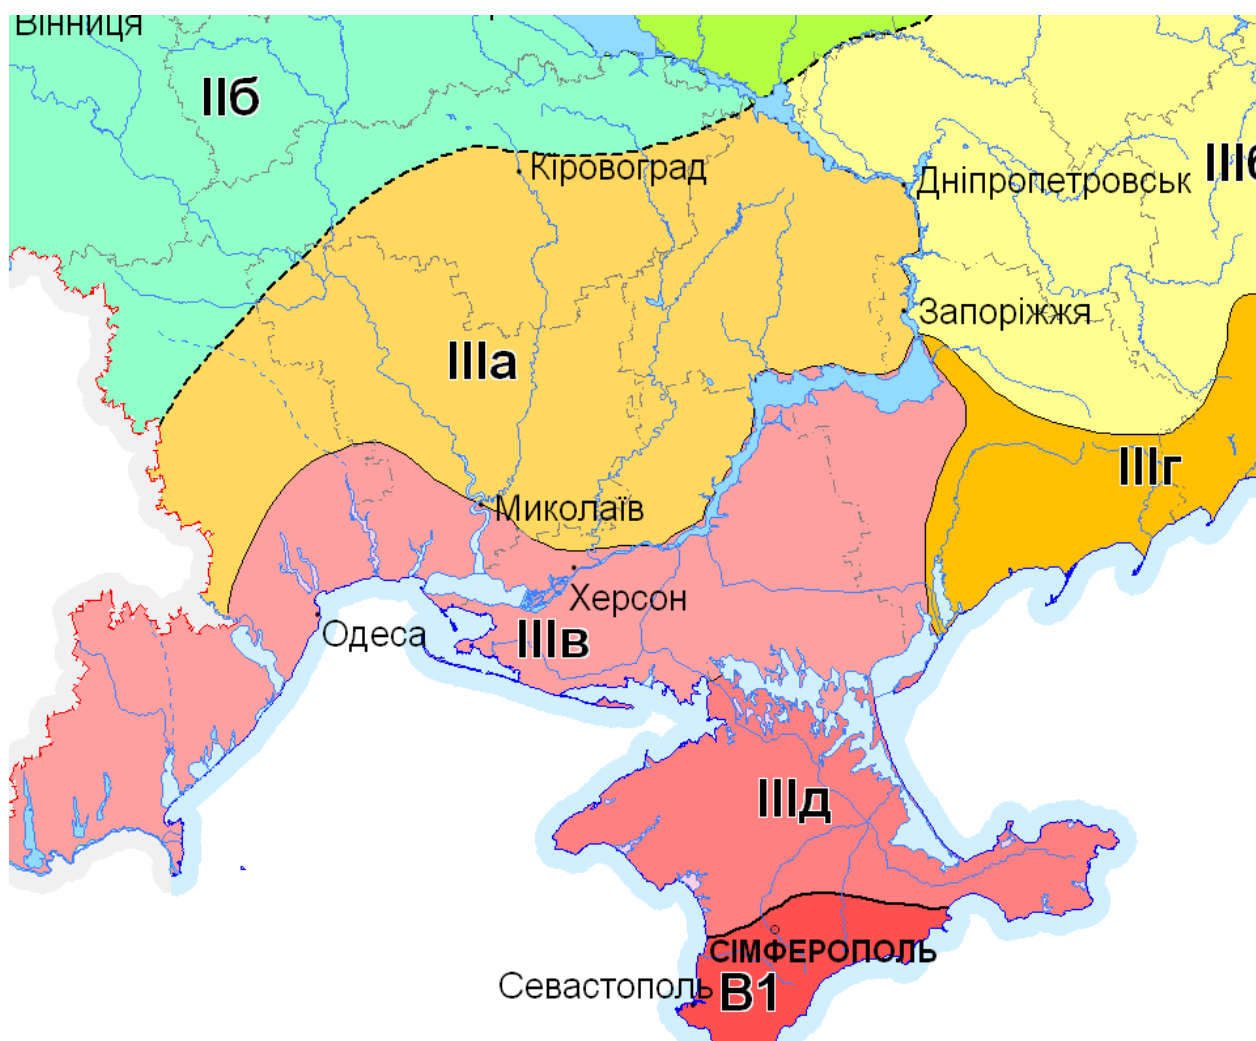 Вінниця
IIб
Кіровоград
Дніпропетровськ
IIIб
Запоріжжя
IIIа
IIIг
Миколаїв
Херсон
Одеса
IIIв
IIIд
СІМФЕРОПОЛЬ
Севастополь
В1